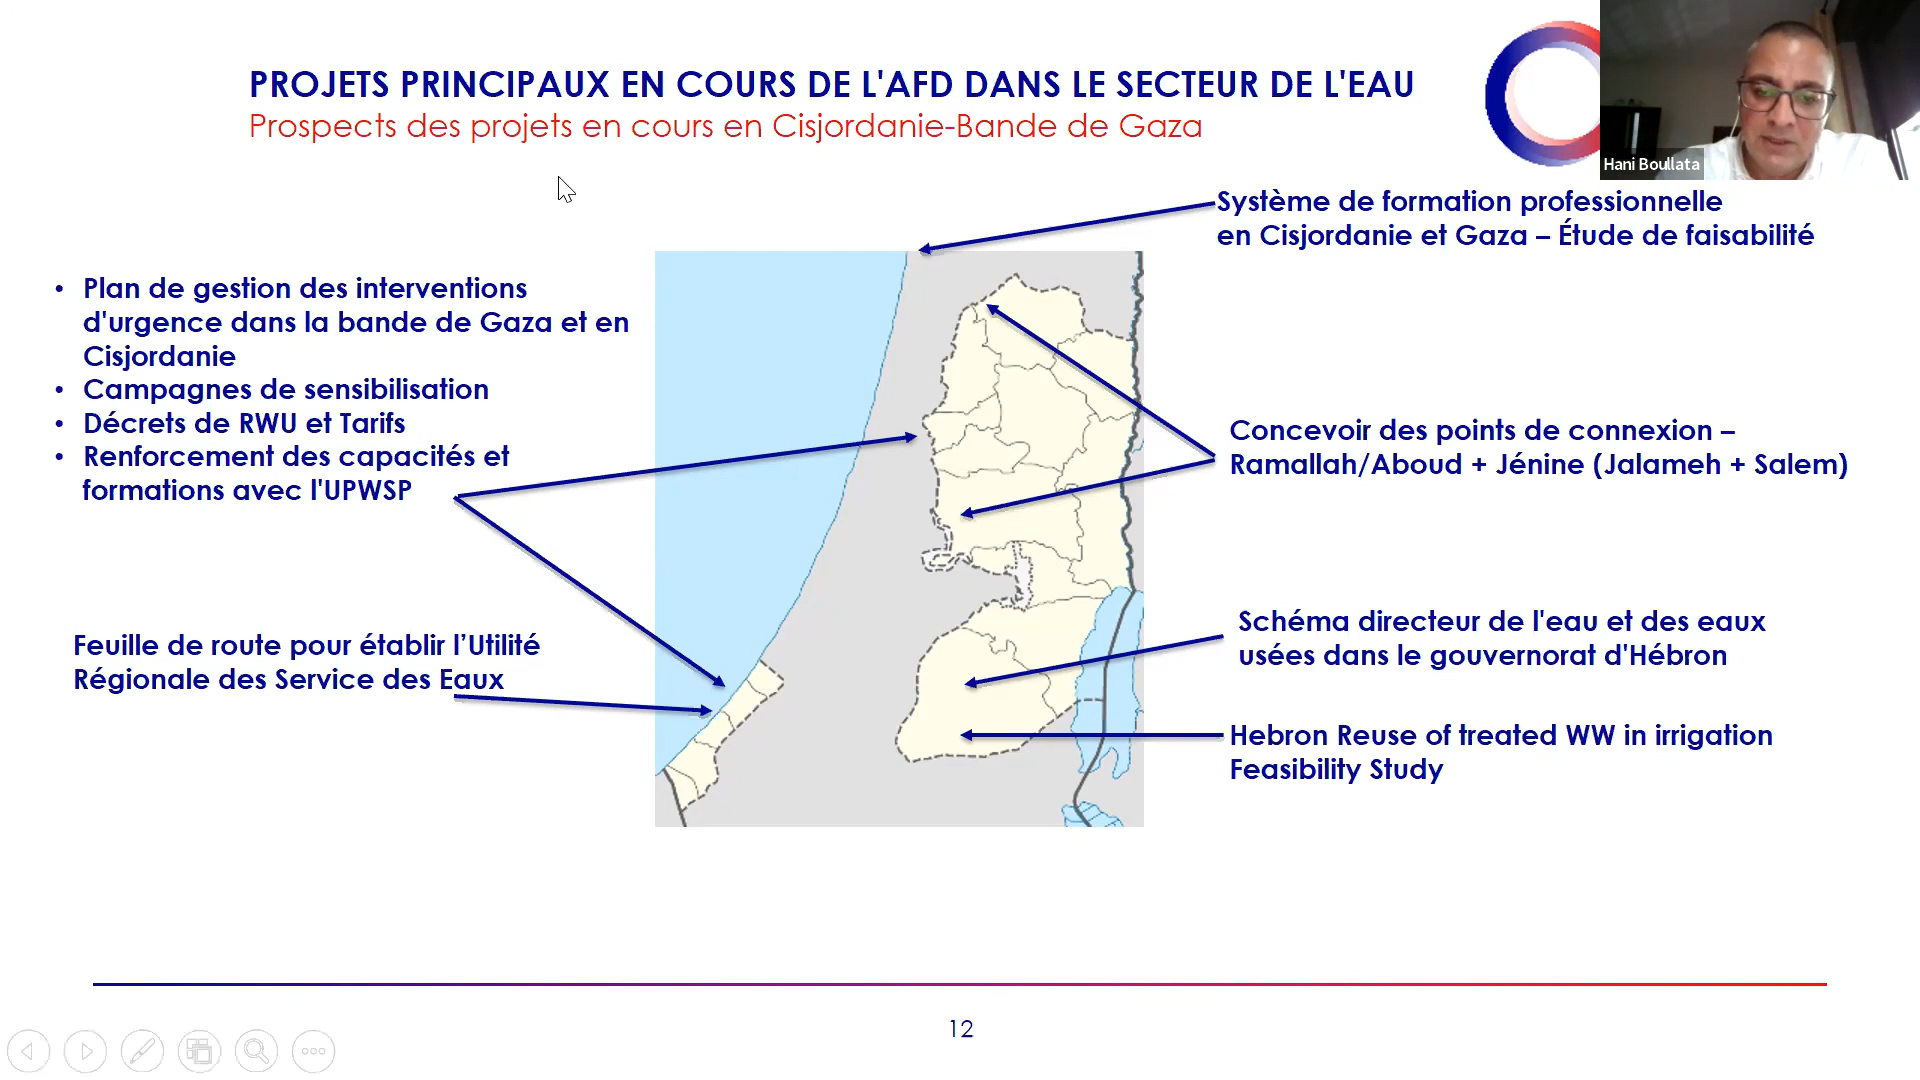 PROJETS PRINCIPAUX EN COURS DE L'AFD DANS LE SECTEUR DE L'EAU
Prospects des projets en cours en Cisjordanie-Bande de Gaza
Hani Boullata
Système de formation professionnelle
en Cisjordanie et Gaza – Étude de faisabilité
• Plan de gestion des interventions
d'urgence dans la bande de Gaza et en
Cisjordanie
• Campagnes de sensibilisation
• Décrets de RWU et Tarifs
• Renforcement des capacités et
formations avec l'UPWSP
Concevoir des points de connexion –
Ramallah/Aboud + Jénine (Jalameh + Salem)
Feuille de route pour établir l’Utilité
Régionale des Service des Eaux
Schéma directeur de l'eau et des eaux
usées dans le gouvernorat d'Hébron
Hebron Reuse of treated WW in irrigation
Feasibility Study
12